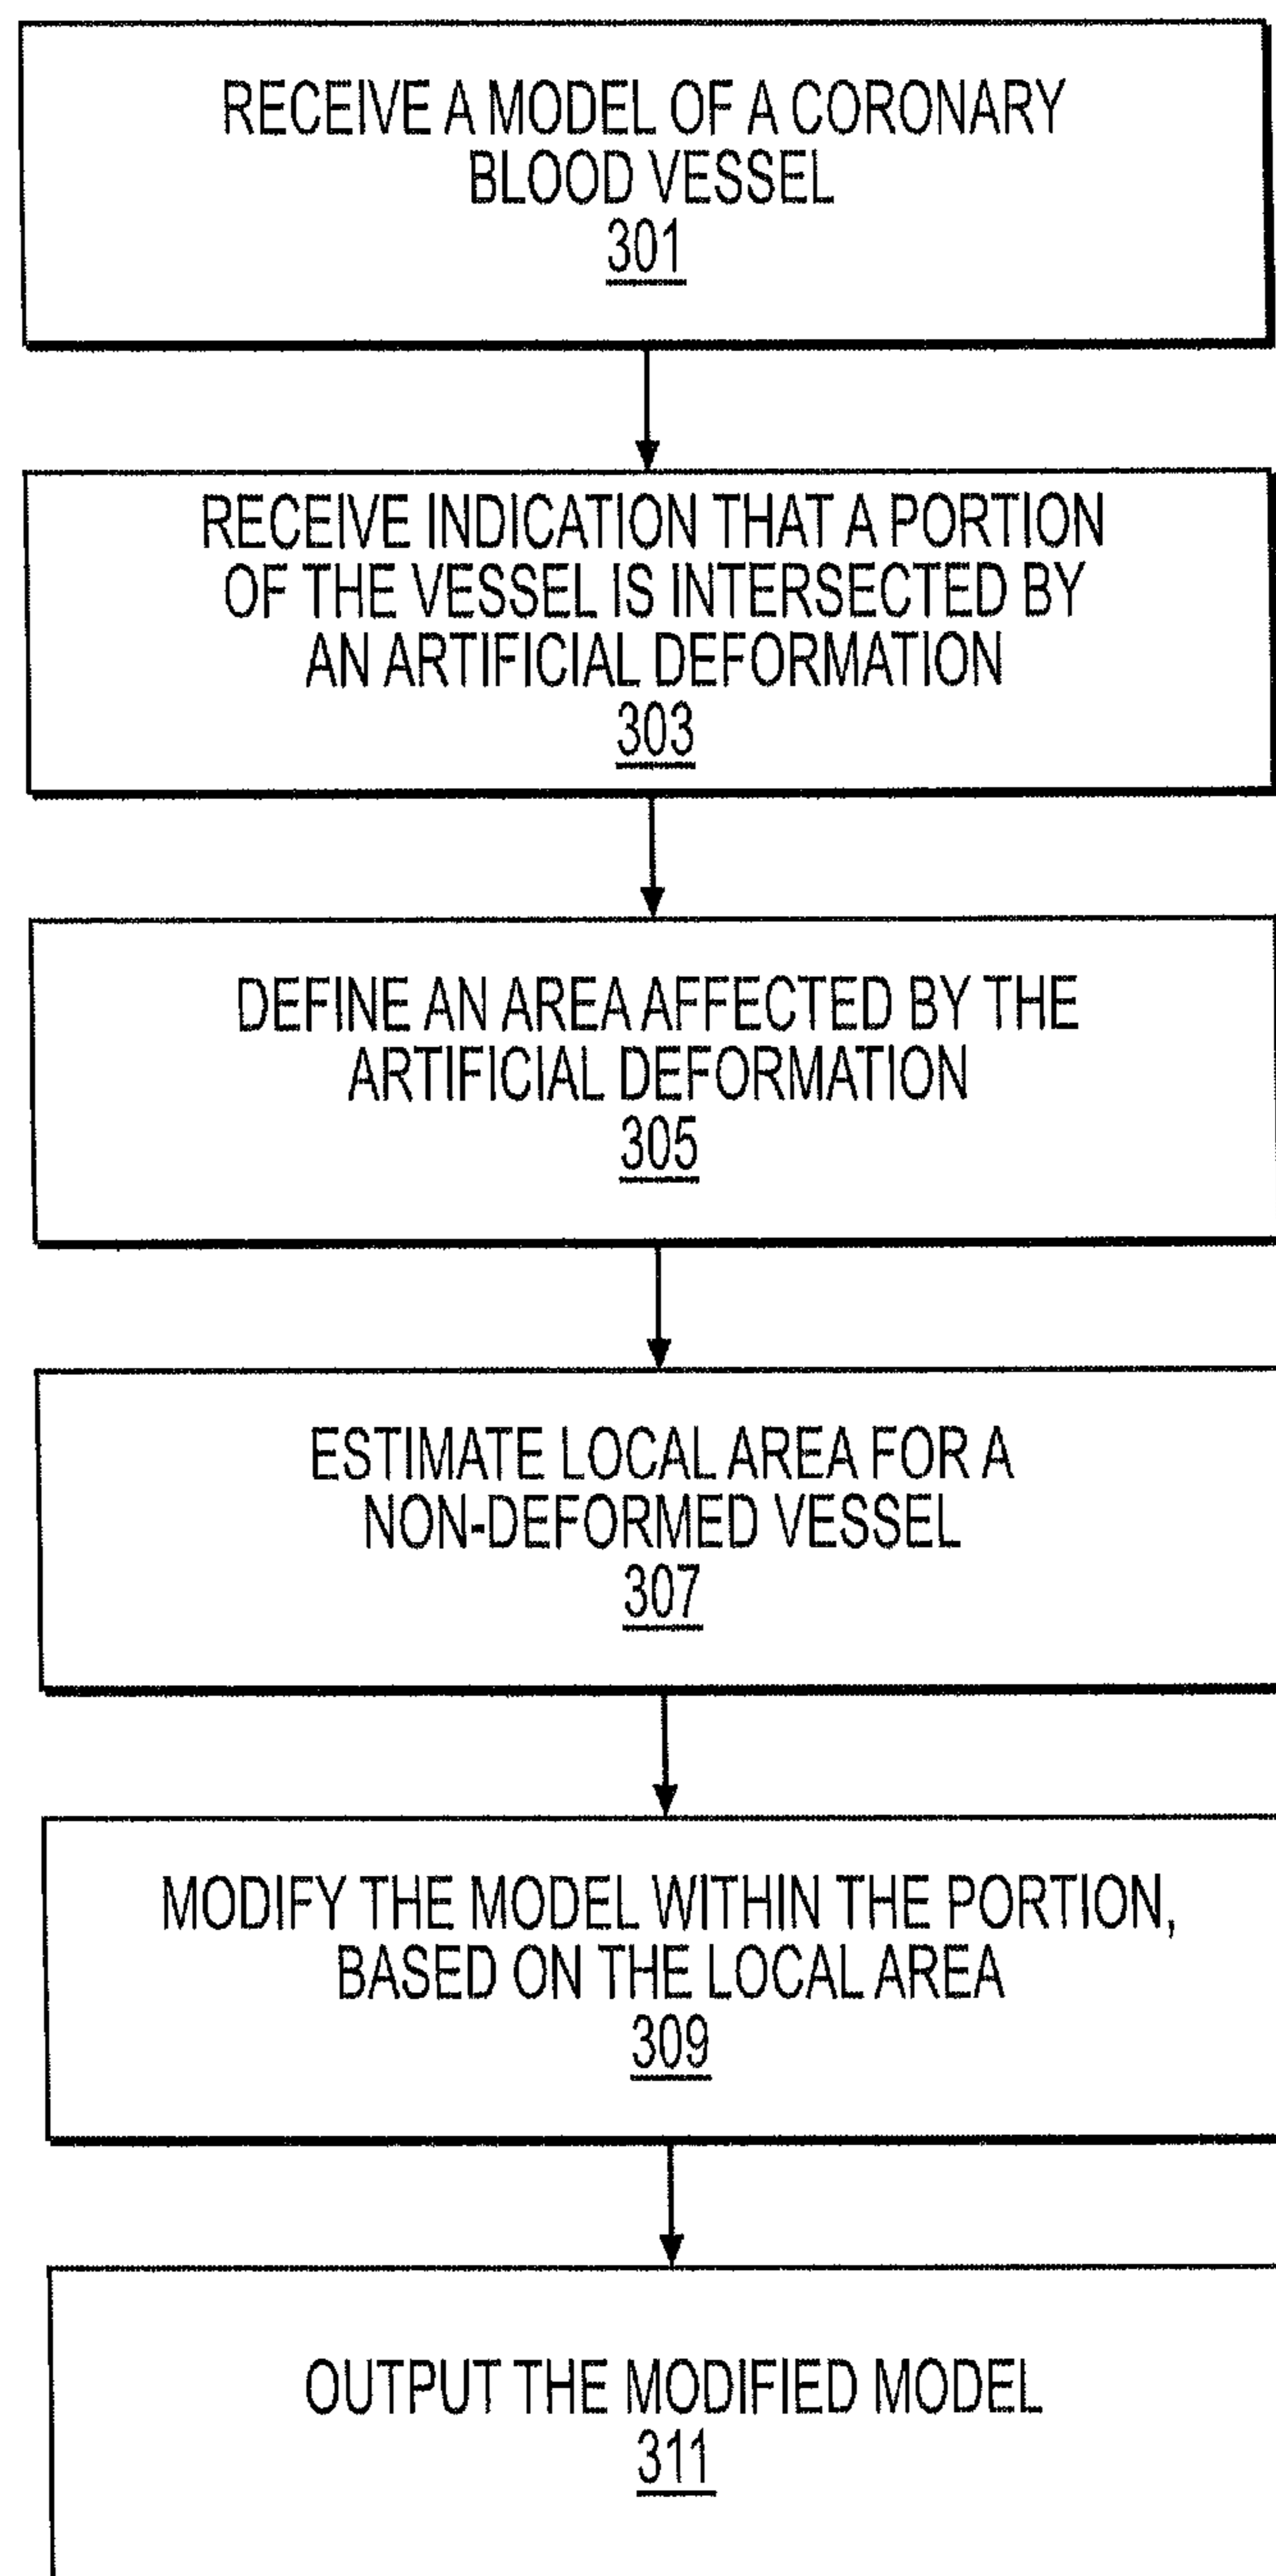 RECEIVE A MODEL OF A CORONARY
BLOOD VESSEL
301
RECEIVE INDICATION THAT A PORTION
OF THE VESSEL IS INTERSECTED BY
AN ARTIFICIAL DEFORMATION
303
DEFINE AN AREA AFFECTED BY THE
ARTIFICIAL DEFORMATION
305
ESTIMATE LOCAL AREA FOR A
NON-DEFORMED VESSEL
307
MODIFY THE MODEL WITHIN THE PORTION,
BASED ON THE LOCAL AREA
309
OUTPUT THE MODIFIED MODEL
311